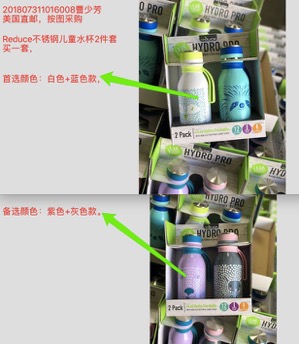 201807311016008曹少芳
美国直邮，按图采购
Reduce不锈钢儿童水杯2件套
买一套，
首选颜色：白色+蓝色款，
HYDRO PRO
2 Pack
HYDRO PRO
备选颜色：紫色+灰色款，
HYDRO PRO
2 Pack